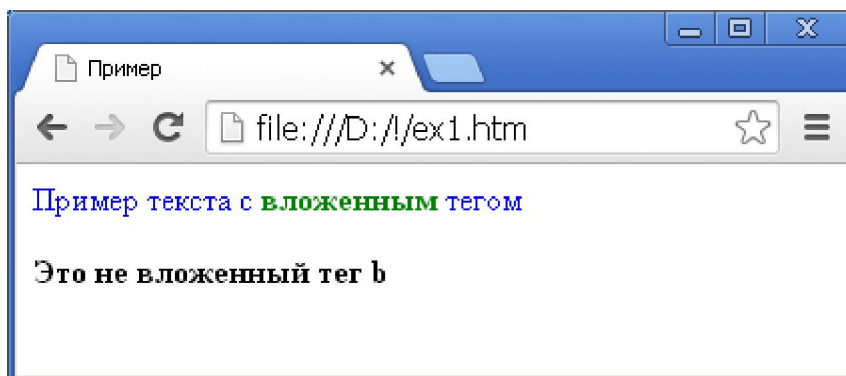 Пример
file:///D:/!/ex1.htm
Пример текста с вложенным тегом
Это не вложенный тег b